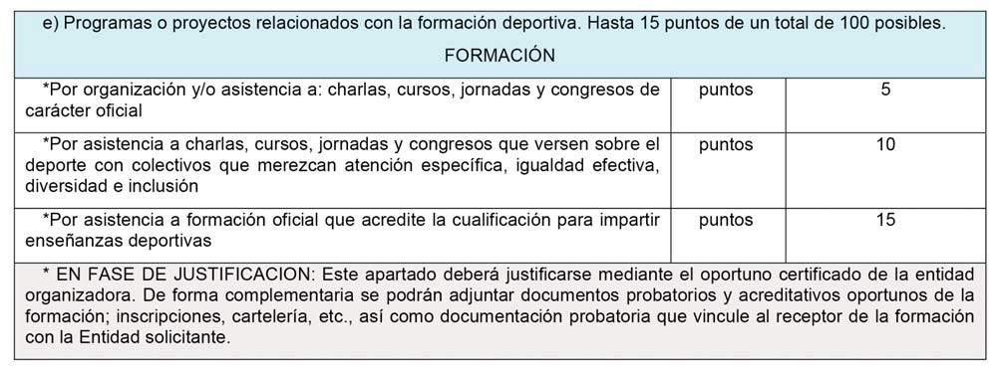 e) Programas o proyectos relacionados con la formación deportiva. Hasta 15 puntos de un total de 100 posibles.
FORMACIÓN
*Por organización y/o asistencia a: charlas, cursos, jornadas y congresos de
carácter oficial
puntos
5
*Por asistencia a charlas, cursos, jornadas y congresos que versen sobre el
deporte con colectivos que merezcan atención específica, igualdad efectiva,
diversidad e inclusión
puntos
10
*Por asistencia a formación oficial que acredite la cualificación para impartir
enseñanzas deportivas
puntos
15
* EN FASE DE JUSTIFICACION: Este apartado deberá justificarse mediante el oportuno certificado de la entidad
organizadora. De forma complementaria se podrán adjuntar documentos probatorios y acreditativos oportunos de la
formación; inscripciones, cartelería, etc., así como documentación probatoria que vincule al receptor de la formación
con la Entidad solicitante.